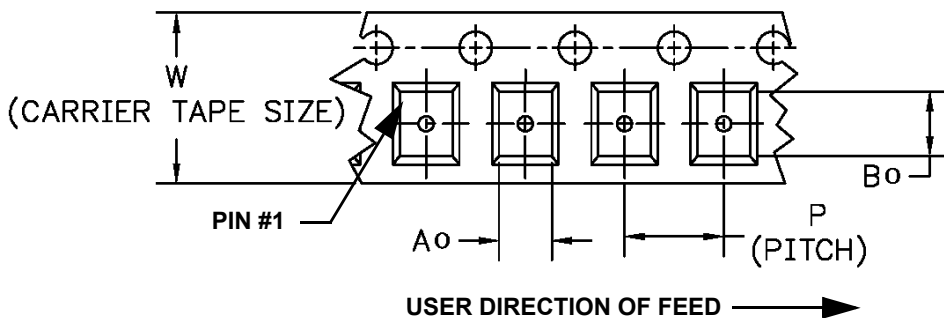 W
(CARRIER TAPE SIZE)
PIN #1
Ao
Bo
P
(PITCH)
USER DIRECTION OF FEED